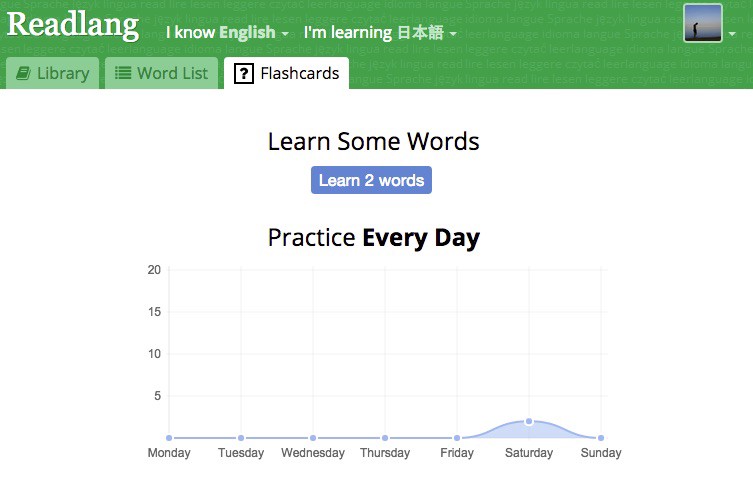 Readlang
I know English I'm learning 日本語
Library Word List ? Flashcards
Learn Some Words
Learn 2 words
Practice Every Day
20
15
10
5
Monday Tuesday Wednesday Thursday Friday Saturday Sunday